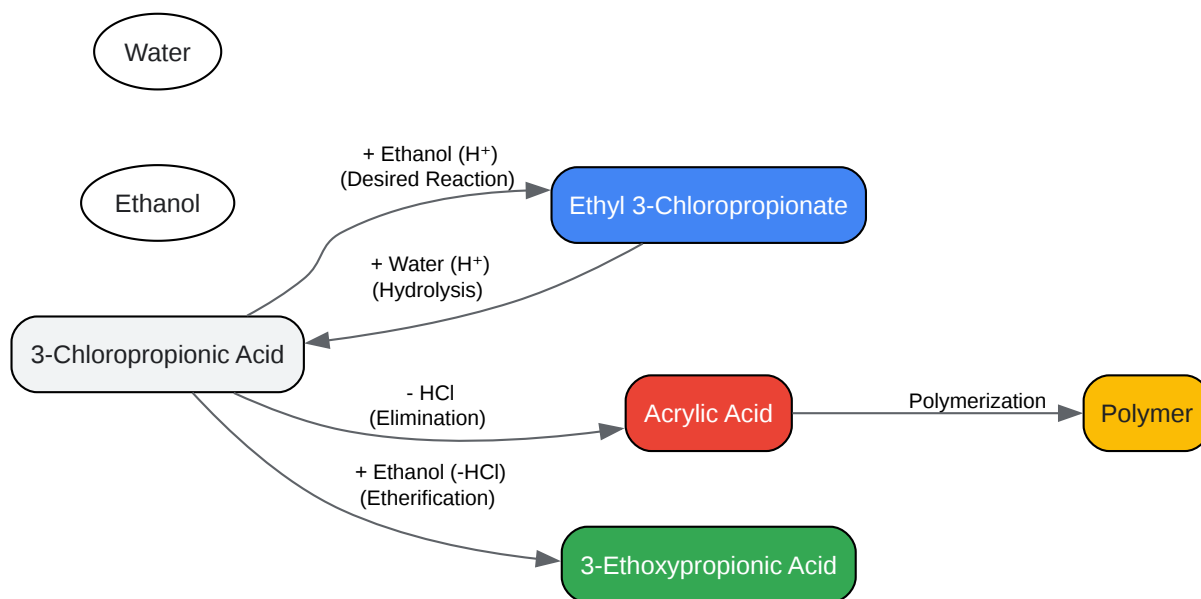 Water
Ethanol
+ Ethanol (H⁺)
(Desired Reaction)
Ethyl 3-Chloropropionate
+ Water (H⁺)
(Hydrolysis)
3-Chloropropionic Acid
- HCl
(Elimination)
Acrylic Acid
Polymerization
Polymer
+ Ethanol (-HCl)
(Etherification)
3-Ethoxypropionic Acid